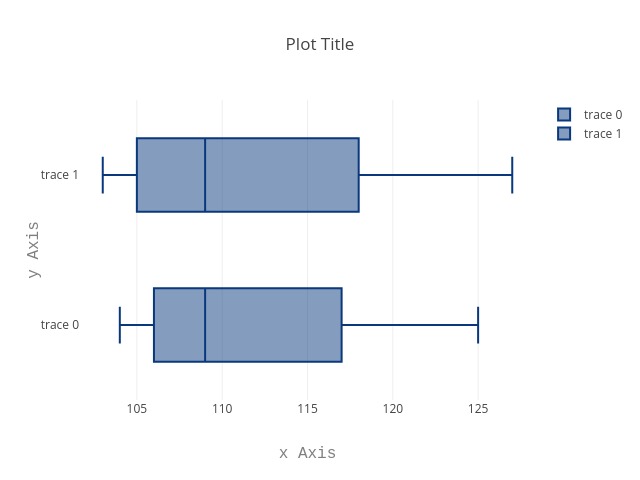 Plot Title
trace 0
trace 1
trace 1
trace 0
y Axis
105 110 115 120 125
x Axis